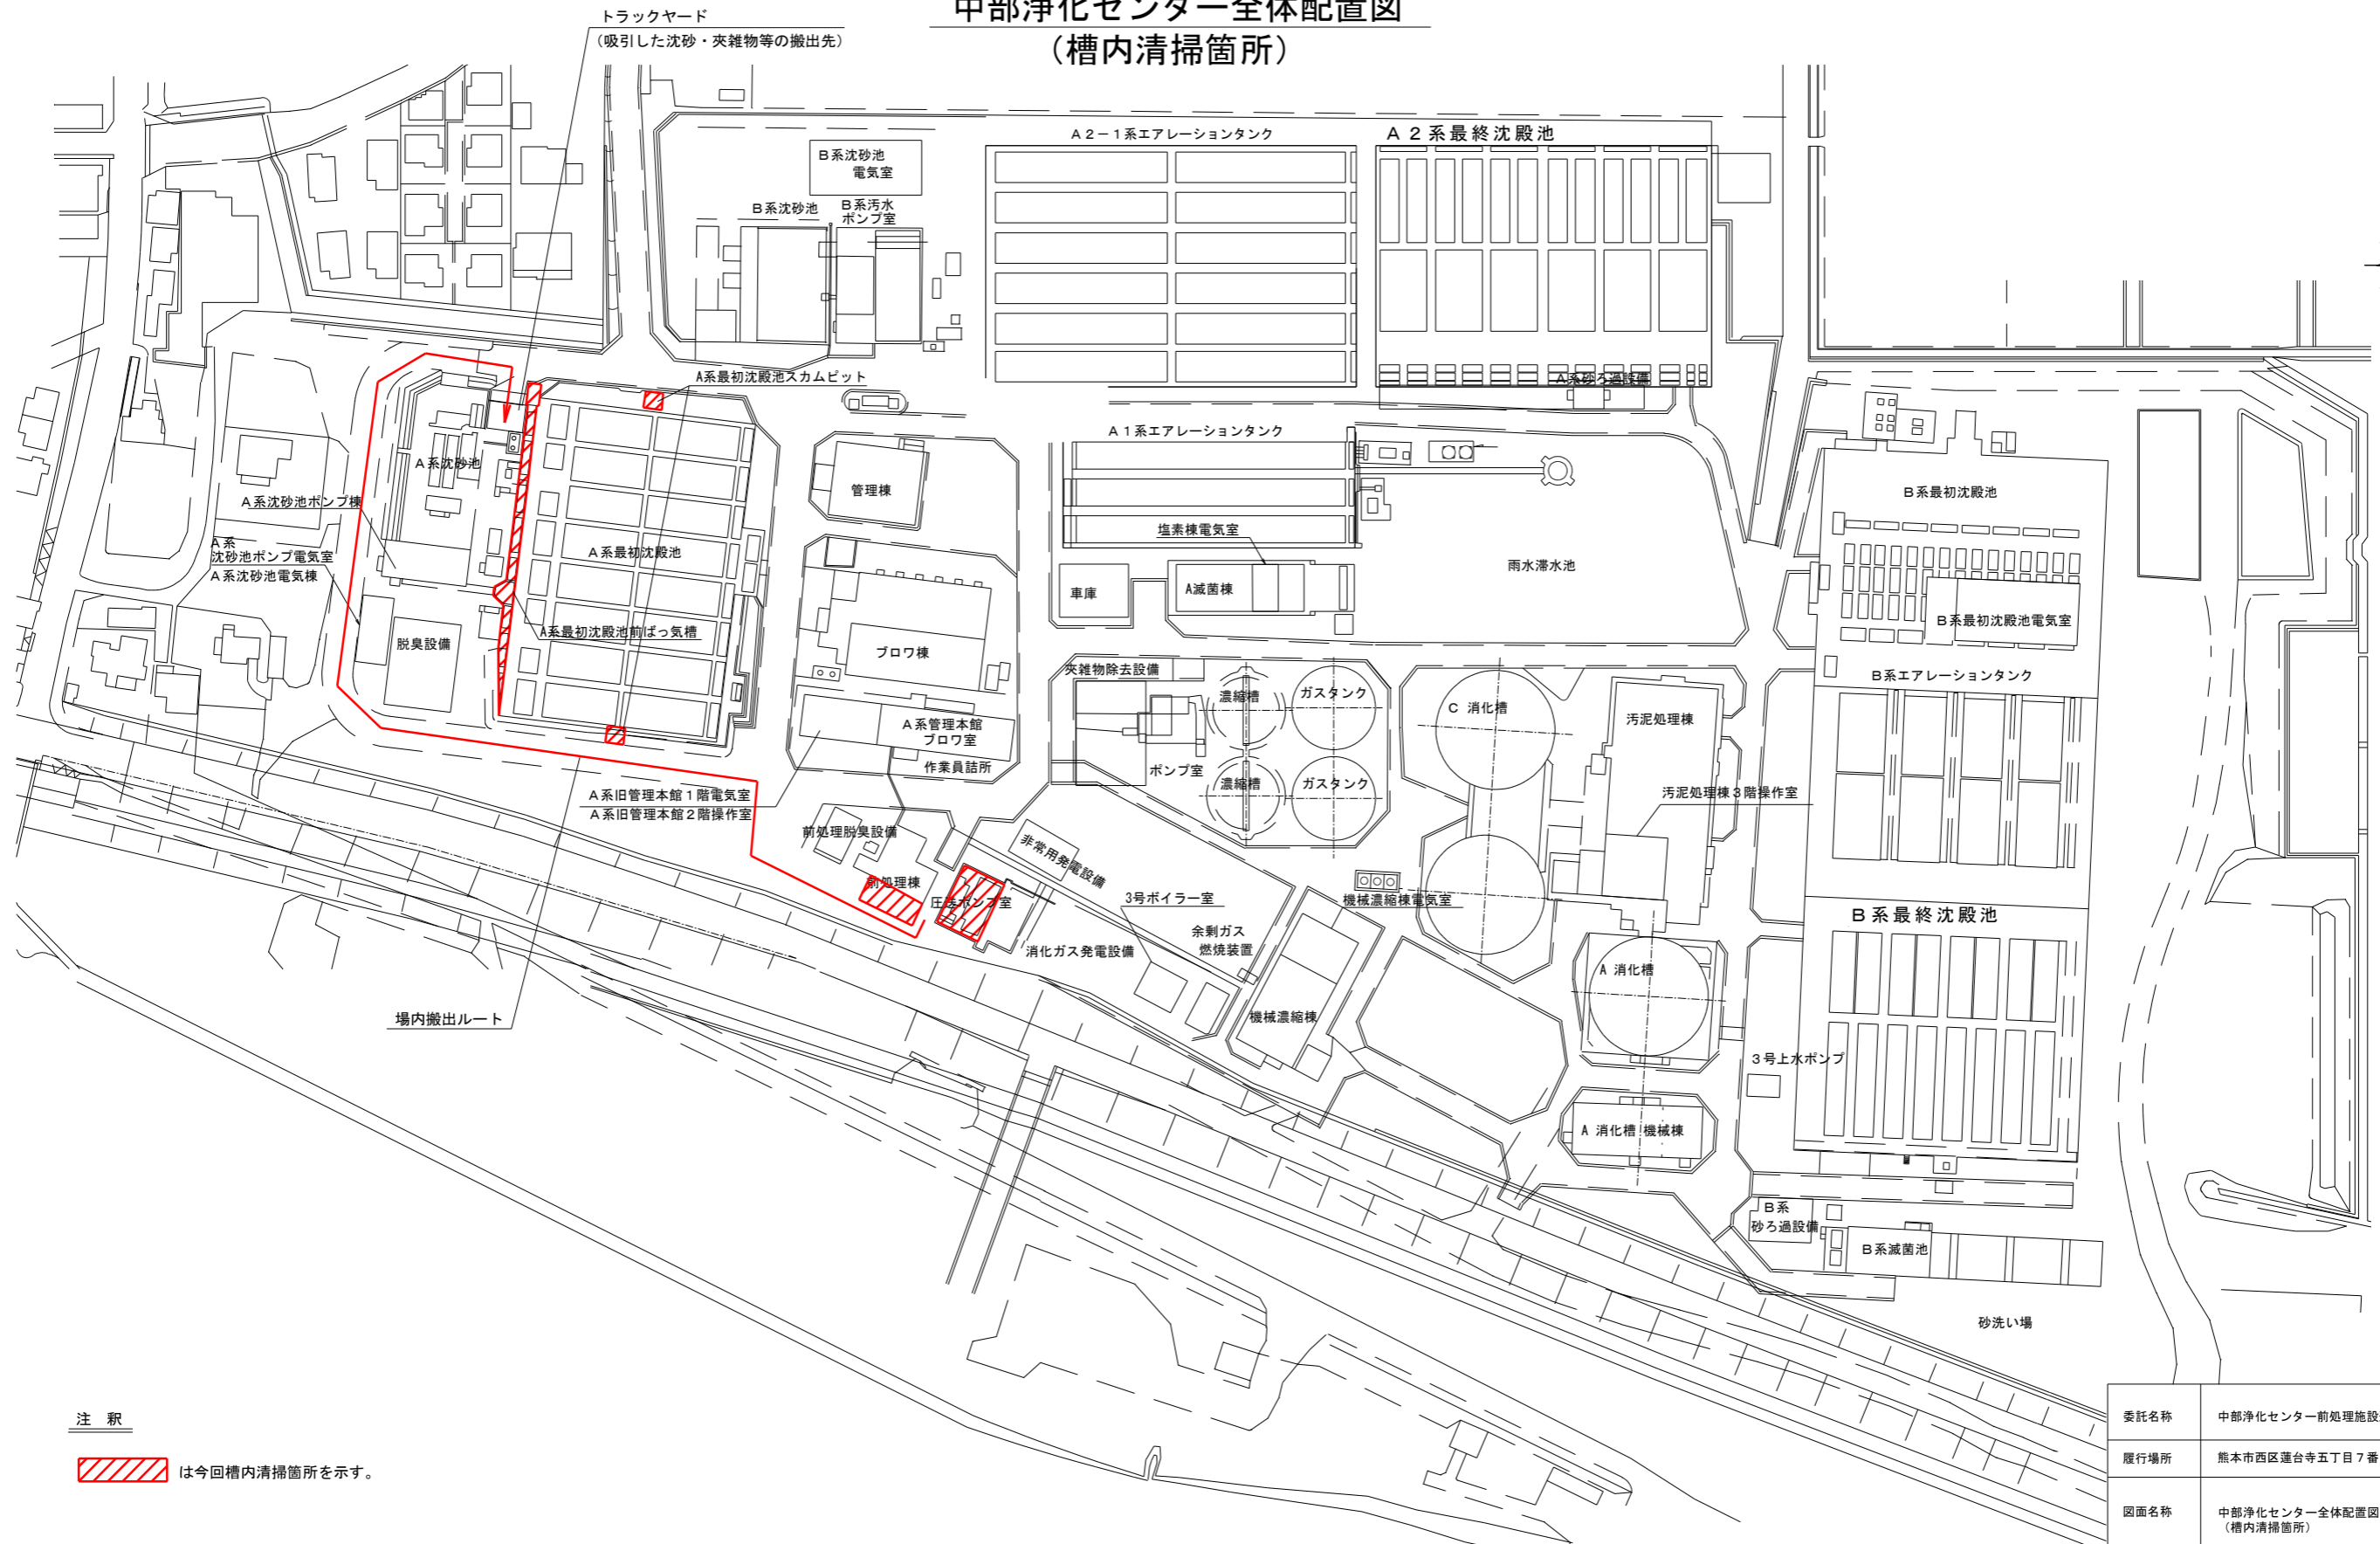 中部浄化センター全体配置図
（槽内清掃箇所）
トラックヤード
（吸引した沈砂・夾雑物等の搬出先）
A2－1系エアレーションタンク
A2系最終沈殿池
B系沈砂池
電気室
B系沈砂池
B系汚水
ポンプ室
A系最初沈殿池スカムピット
A系砂ろ過設備
A1系エアレーションタンク
A系沈砂池
管理棟
B系最初沈殿池
A系沈砂池ポンプ棟
塩素棟電気室
A系
沈砂池ポンプ電気室
A系沈砂池電気棟
A系最初沈殿池
雨水滞水池
車庫
A滅菌棟
A系最初沈殿池前ばっ気槽
B系最初沈殿池電気室
脱臭設備
ブロワ棟
夾雑物除去設備
濃縮槽
ガスタンク
B系エアレーションタンク
C 消化槽
汚泥処理棟
A系管理本館
ブロワ室
作業員詰所
ポンプ室
濃縮槽
ガスタンク
A系旧管理本館1階電気室
A系旧管理本館2階操作室
汚泥処理棟3階操作室
前処理脱臭設備
非常用発電設備
前処理棟
圧送ポンプ室
3号ボイラー室
機械濃縮棟電気室
B系最終沈殿池
余剰ガス
燃焼装置
消化ガス発電設備
A 消化槽
場内搬出ルート
機械濃縮棟
3号上水ポンプ
A 消化槽 機械棟
B系
砂ろ過設備
B系滅菌池
砂洗い場
注 釈
は今回槽内清掃箇所を示す。
委託名称
中部浄化センター前処理施設
履行場所
熊本市西区蓮台寺五丁目7番
図面名称
中部浄化センター全体配置図
（槽内清掃箇所）